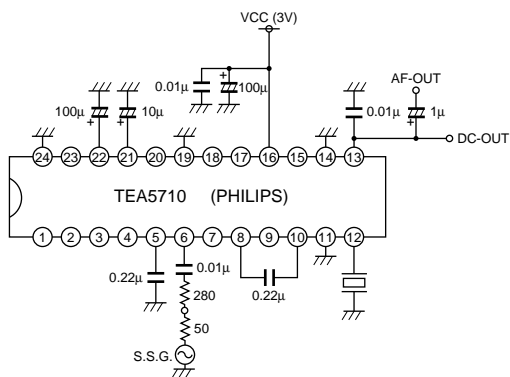 VCC (3V)
0.01μ
100μ
AF-OUT
100μ
10μ
0.01μ
1μ
+
+
+
+
DC-OUT
24 23 22 21 20 19 18 17 16 15 14 13
TEA5710 (PHILIPS)
1 2 3 4 5 6 7 8 9 10 11 12
0.22μ
0.01μ
280
0.22μ
50
S.S.G.